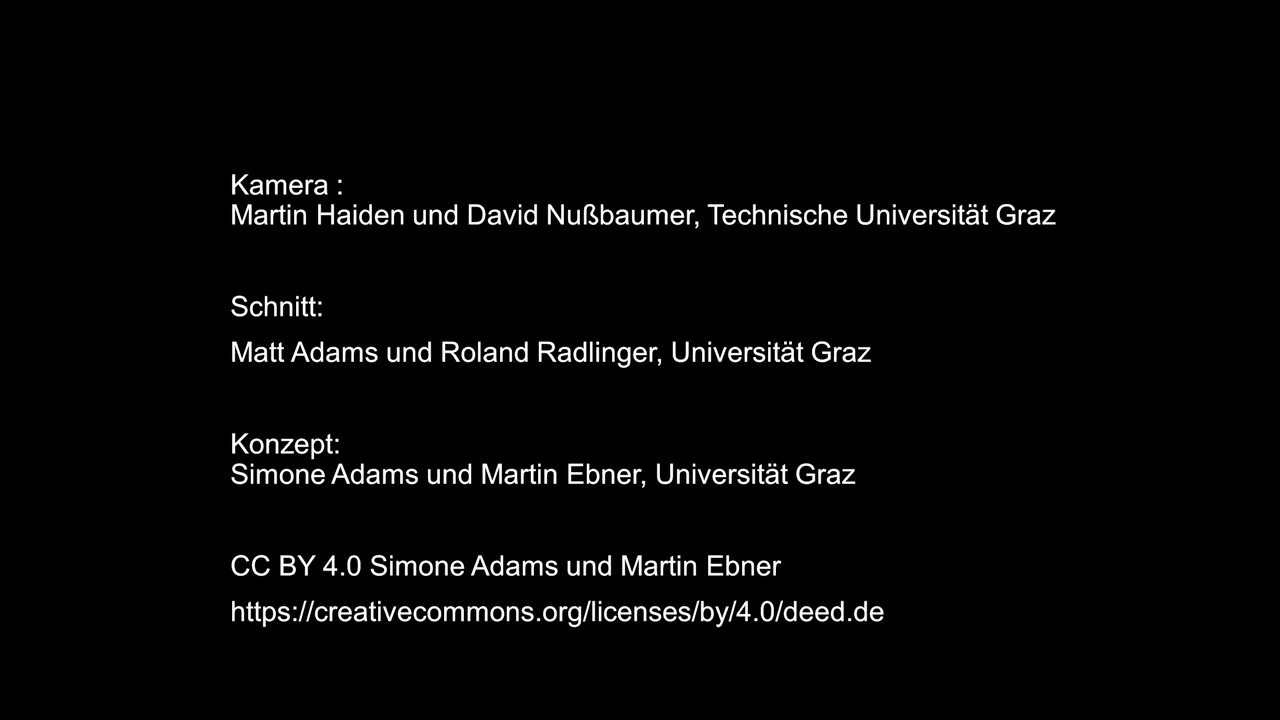 Kamera :
Martin Haiden und David Nußbaumer, Technische Universität Graz
Schnitt:
Matt Adams und Roland Radlinger, Universität Graz
Konzept:
Simone Adams und Martin Ebner, Universität Graz
CC BY 4.0 Simone Adams und Martin Ebner
https://creativecommons.org/licenses/by/4.0/deed.de